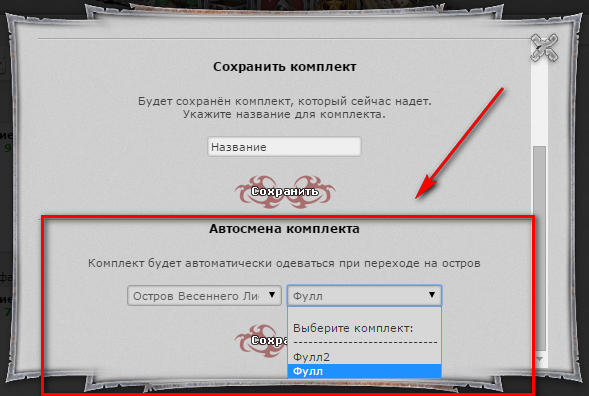 Сохранить комплект
Будет сохранён комплект, который сейчас надет.
Укажите название для комплекта.
Название
Сохранить
Автосмена комплекта
Комплект будет автоматически одеваться при переходе на остров
Остров Весеннего Ли
Фулл
Сохра
Выберите комплект:
------------------------
Фулл2
Фулл